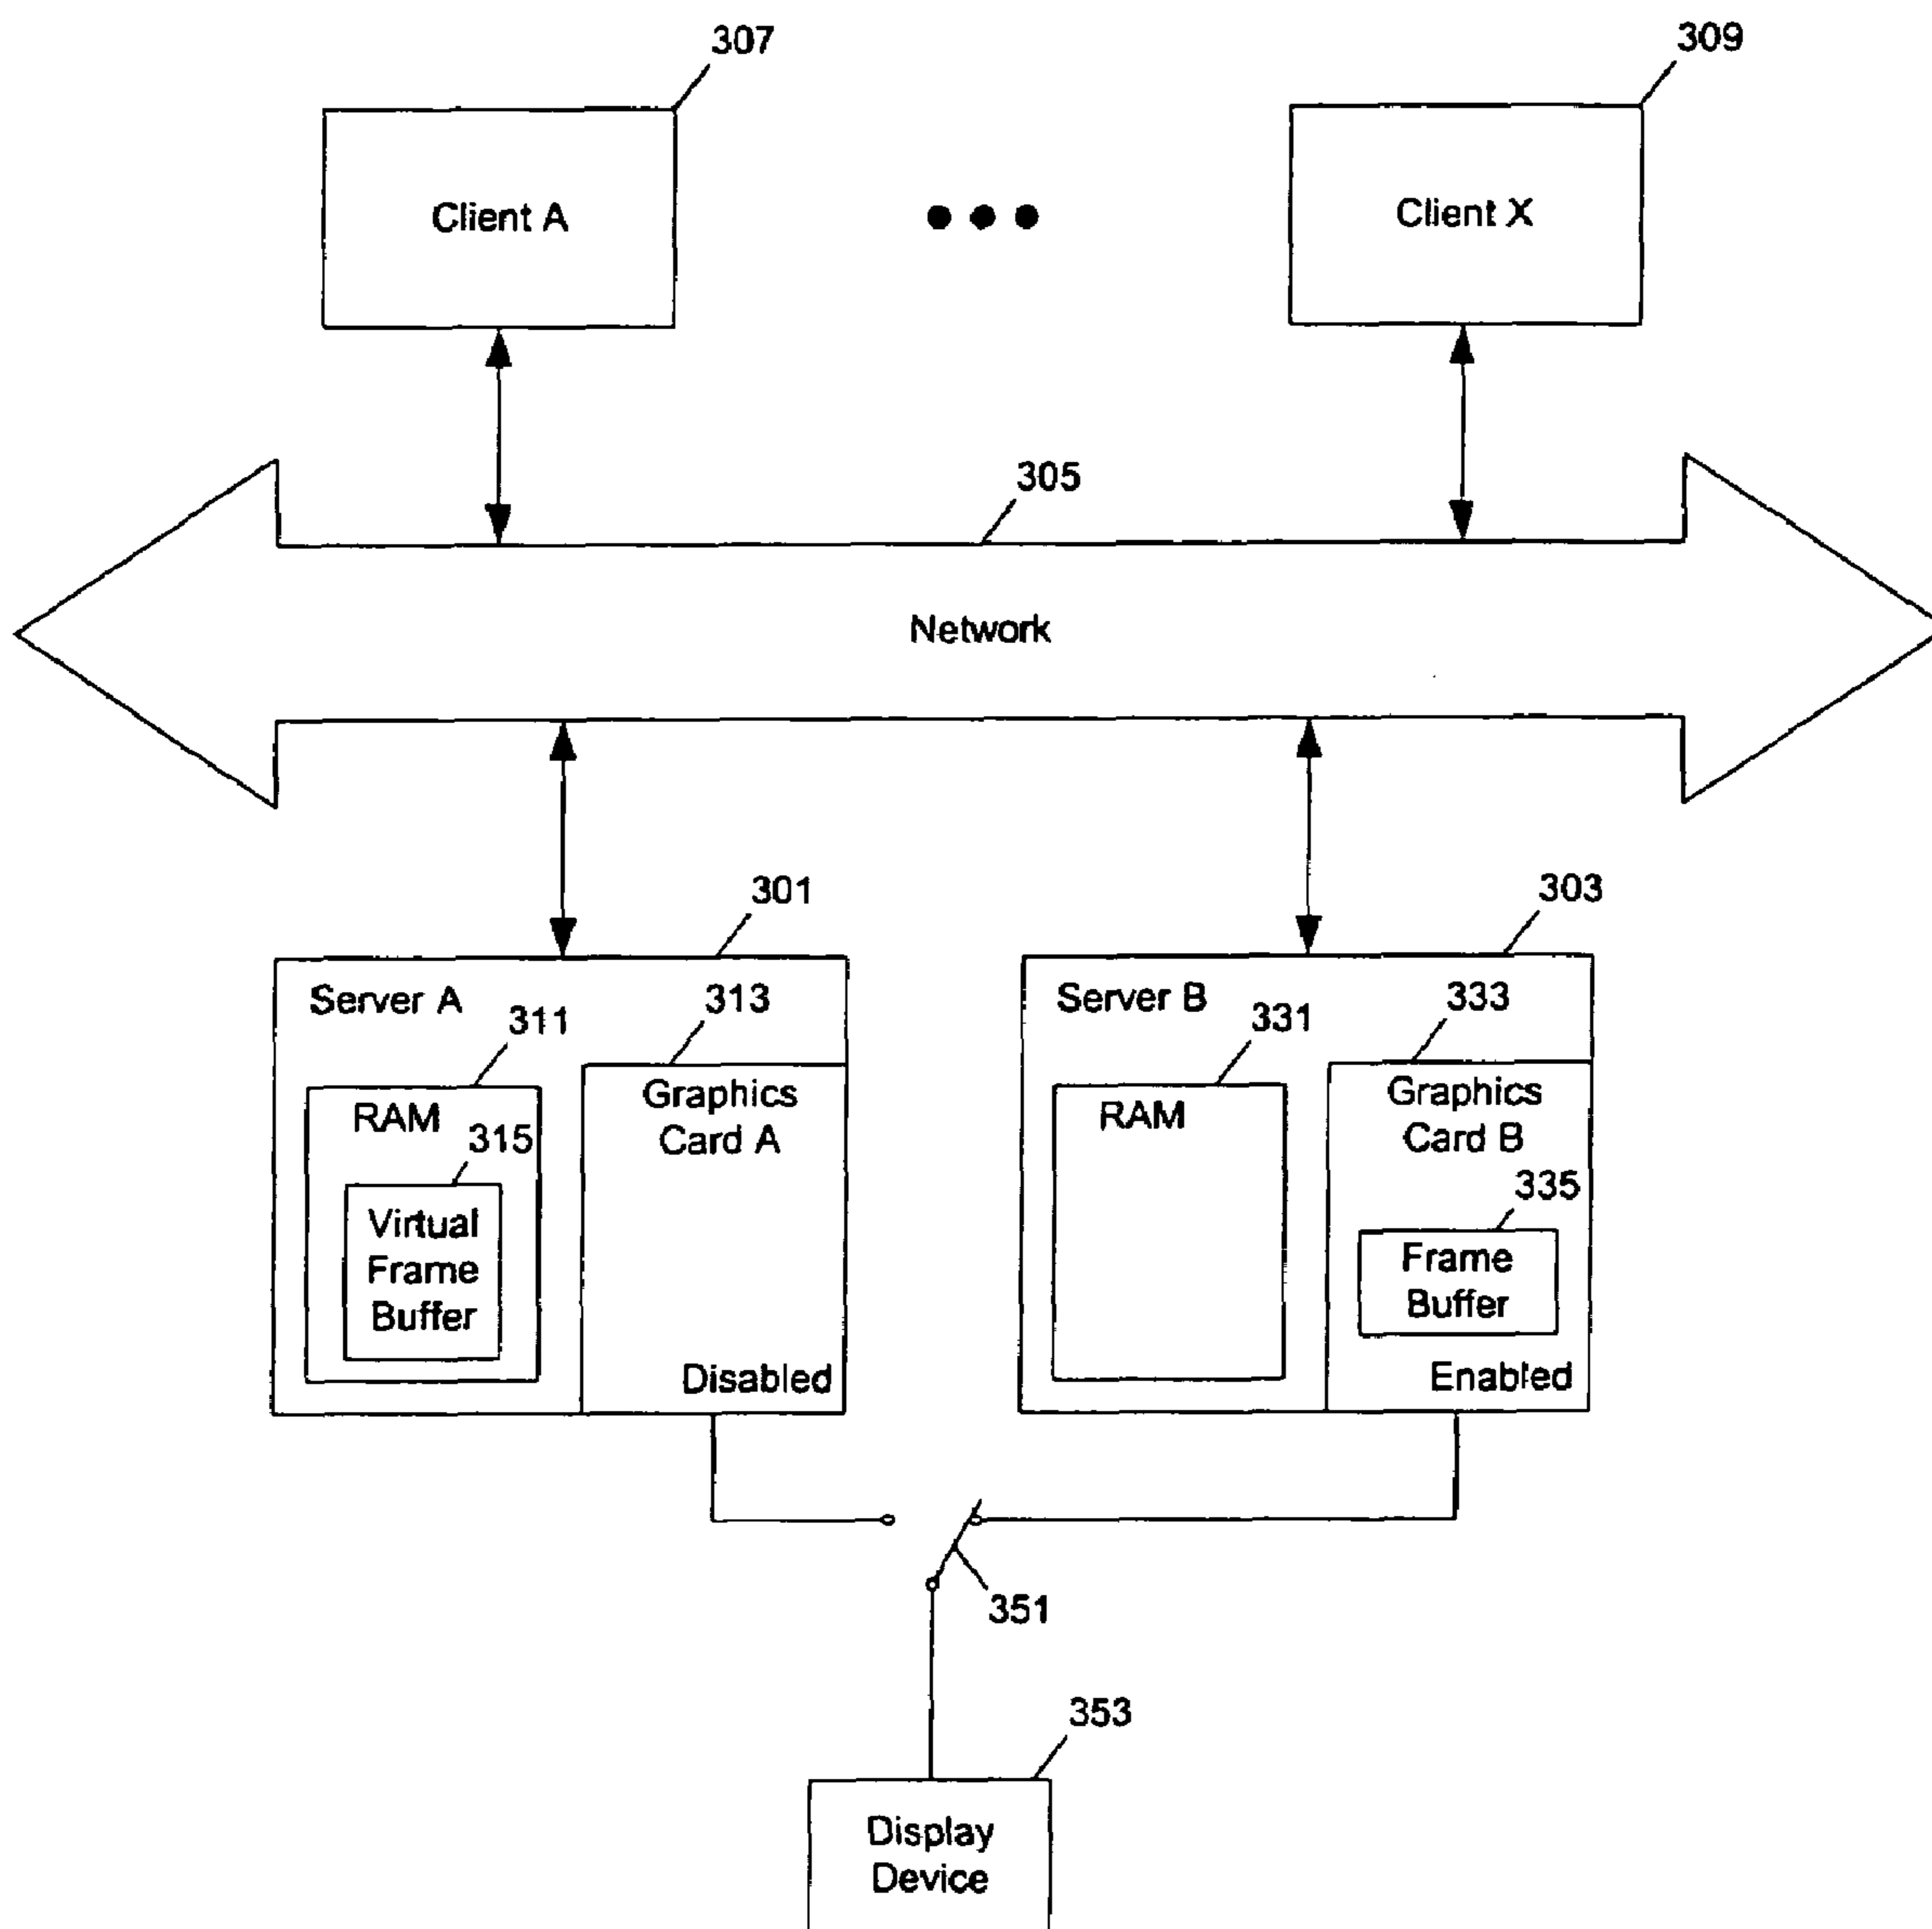 307
309
Client A
Client X
305
Network
301
303
Server A
313
311
Server B
333
331
RAM
315
Graphics
Card A
RAM
Graphics
Card B
335
Virtual
Frame
Buffer
Frame
Buffer
Disabled
Enabled
351
353
Display
Device